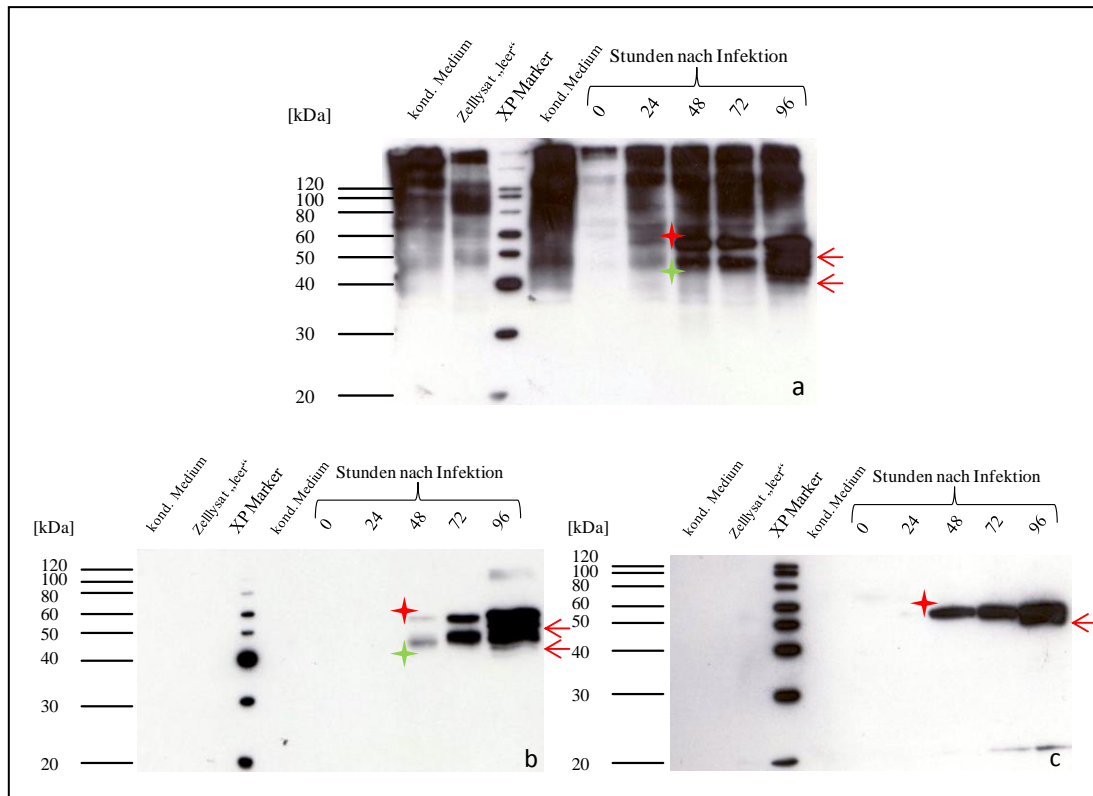 Stunden nach Infektion
kond. Medium
Zelllysat „leer“
XP Marker
kond. Medium
0
24
48
72
96
[kDa]
120
100
80
60
50
40
30
20
a
Stunden nach Infektion
kond. Medium
Zelllysat „leer“
XP Marker
kond. Medium
0
24
48
72
96
[kDa]
120
100
80
60
50
40
30
20
b
Stunden nach Infektion
kond. Medium
Zelllysat „leer“
XP Marker
kond. Medium
0
24
48
72
96
[kDa]
120
100
80
60
50
40
30
20
c